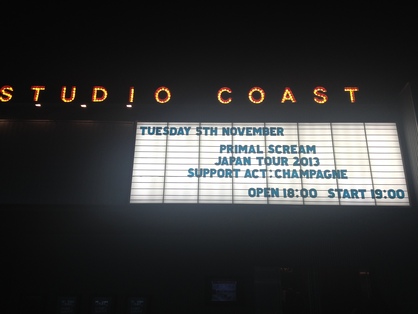 STUDIO COAST
TUESDAY 5TH NOVEMBER
PRIMAL SCREAM
JAPAN TOUR 2013
SUPPORT ACT:CHAMPAGNE
OPEN 18:00 START 19:00